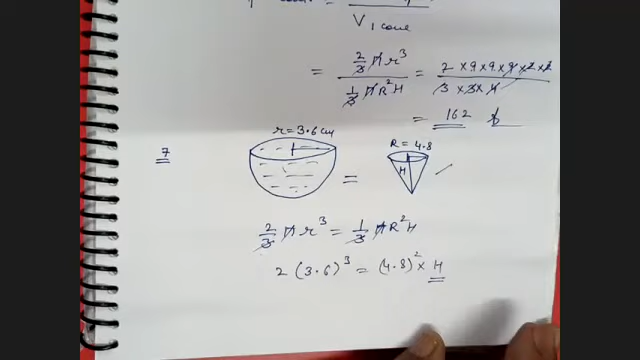 V₁ cone
= (2/3 π r³)/(1/3 π R² H) = (2×9×9×9×2×2)/(3×3×4)
= 162
r = 3.6 cm
R = 4.8
7
H
=
2/3 π r³ = 1/3 π R² H
2 (3.6)³ = (4.8)² × H